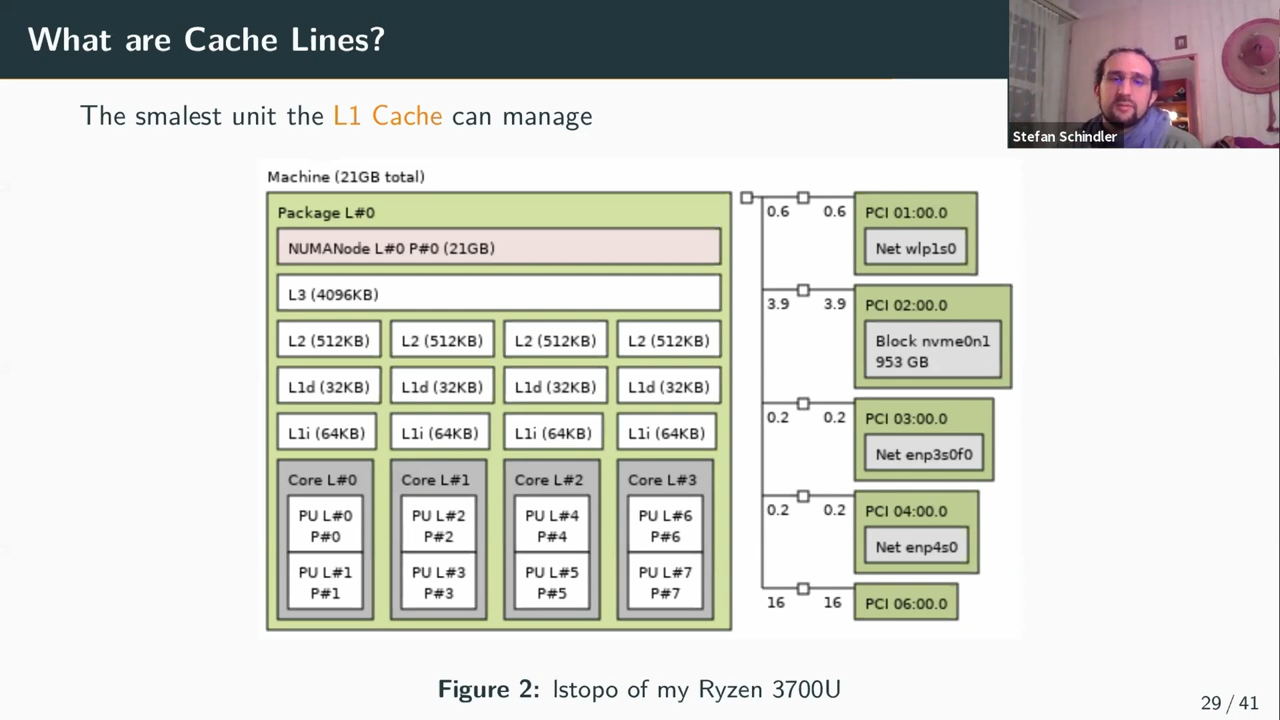 What are Cache Lines?
Stefan Schindler
The smalest unit the L1 Cache can manage
Machine (21GB total)
Package L#0
NUMANode L#0 P#0 (21GB)
L3 (4096KB)
L2 (512KB) L2 (512KB) L2 (512KB) L2 (512KB)
L1d (32KB) L1d (32KB) L1d (32KB) L1d (32KB)
L1i (64KB) L1i (64KB) L1i (64KB) L1i (64KB)
Core L#0 Core L#1 Core L#2 Core L#3
PU L#0 PU L#2 PU L#4 PU L#6
P#0 P#2 P#4 P#6
PU L#1 PU L#3 PU L#5 PU L#7
P#1 P#3 P#5 P#7
0.6 0.6 PCI 01:00.0
Net wlp1s0
3.9 3.9 PCI 02:00.0
Block nvme0n1
953 GB
0.2 0.2 PCI 03:00.0
Net enp3s0f0
0.2 0.2 PCI 04:00.0
Net enp4s0
16 16 PCI 06:00.0
Figure 2: lstopo of my Ryzen 3700U
29 / 41